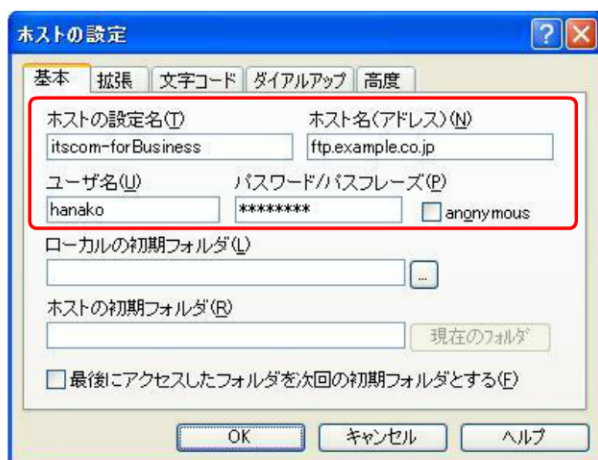 ホストの設定
基本 拡張 文字コード ダイアルアップ 高度
ホストの設定名(T) ホスト名(アドレス)(N)
itscom-forBusiness ftp.example.co.jp
ユーザ名(U) パスワード/パスフレーズ(P)
hanako ******** anonymous
ローカルの初期フォルダ(L)
...
ホストの初期フォルダ(R)
現在のフォルダ
最後にアクセスしたフォルダを次回の初期フォルダとする(F)
OK キャンセル ヘルプ